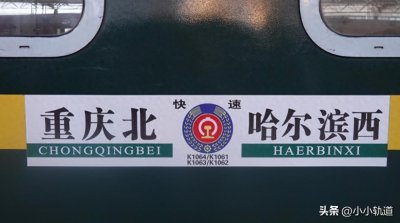 快速
重庆北 哈尔滨西
CHONGQINGBEI HAERBINXI
K1064/K1061
K1063/K1062
头条 @小小轨道